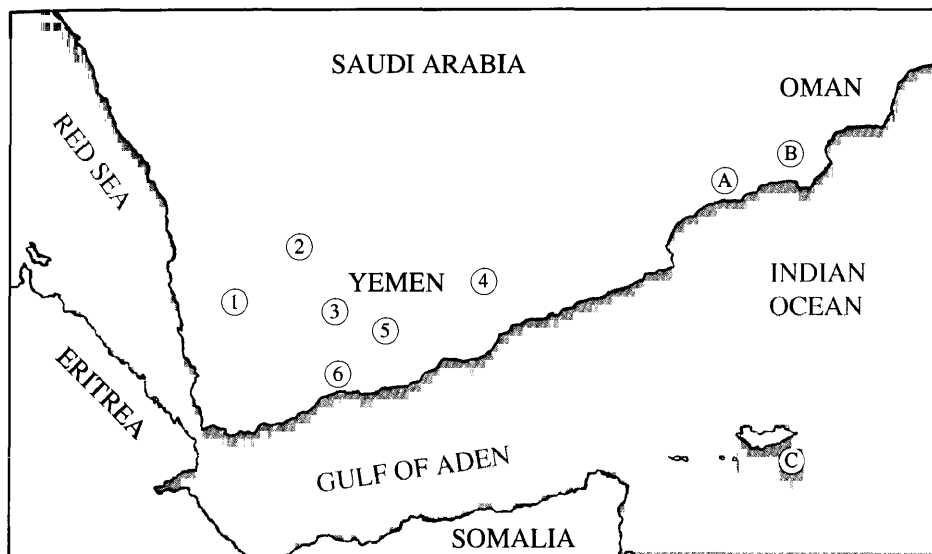 SAUDI ARABIA
OMAN
RED SEA
B
A
2
YEMEN
4
INDIAN
OCEAN
1
3
5
6
ERITREA
GULF OF ADEN
C
SOMALIA